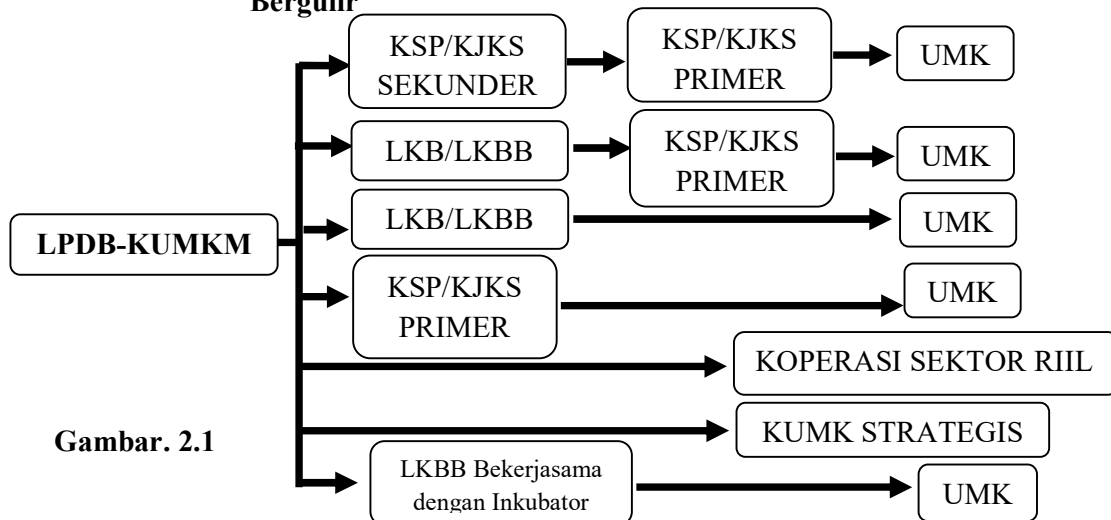 Bergulir
KSP/KJKS
SEKUNDER
KSP/KJKS
PRIMER
UMK
LKB/LKBB
KSP/KJKS
PRIMER
UMK
LKB/LKBB
UMK
LPDB-KUMKM
KSP/KJKS
PRIMER
UMK
KOPERASI SEKTOR RIIL
KUMK STRATEGIS
Gambar. 2.1
LKBB Bekerjasama
dengan Inkubator
UMK